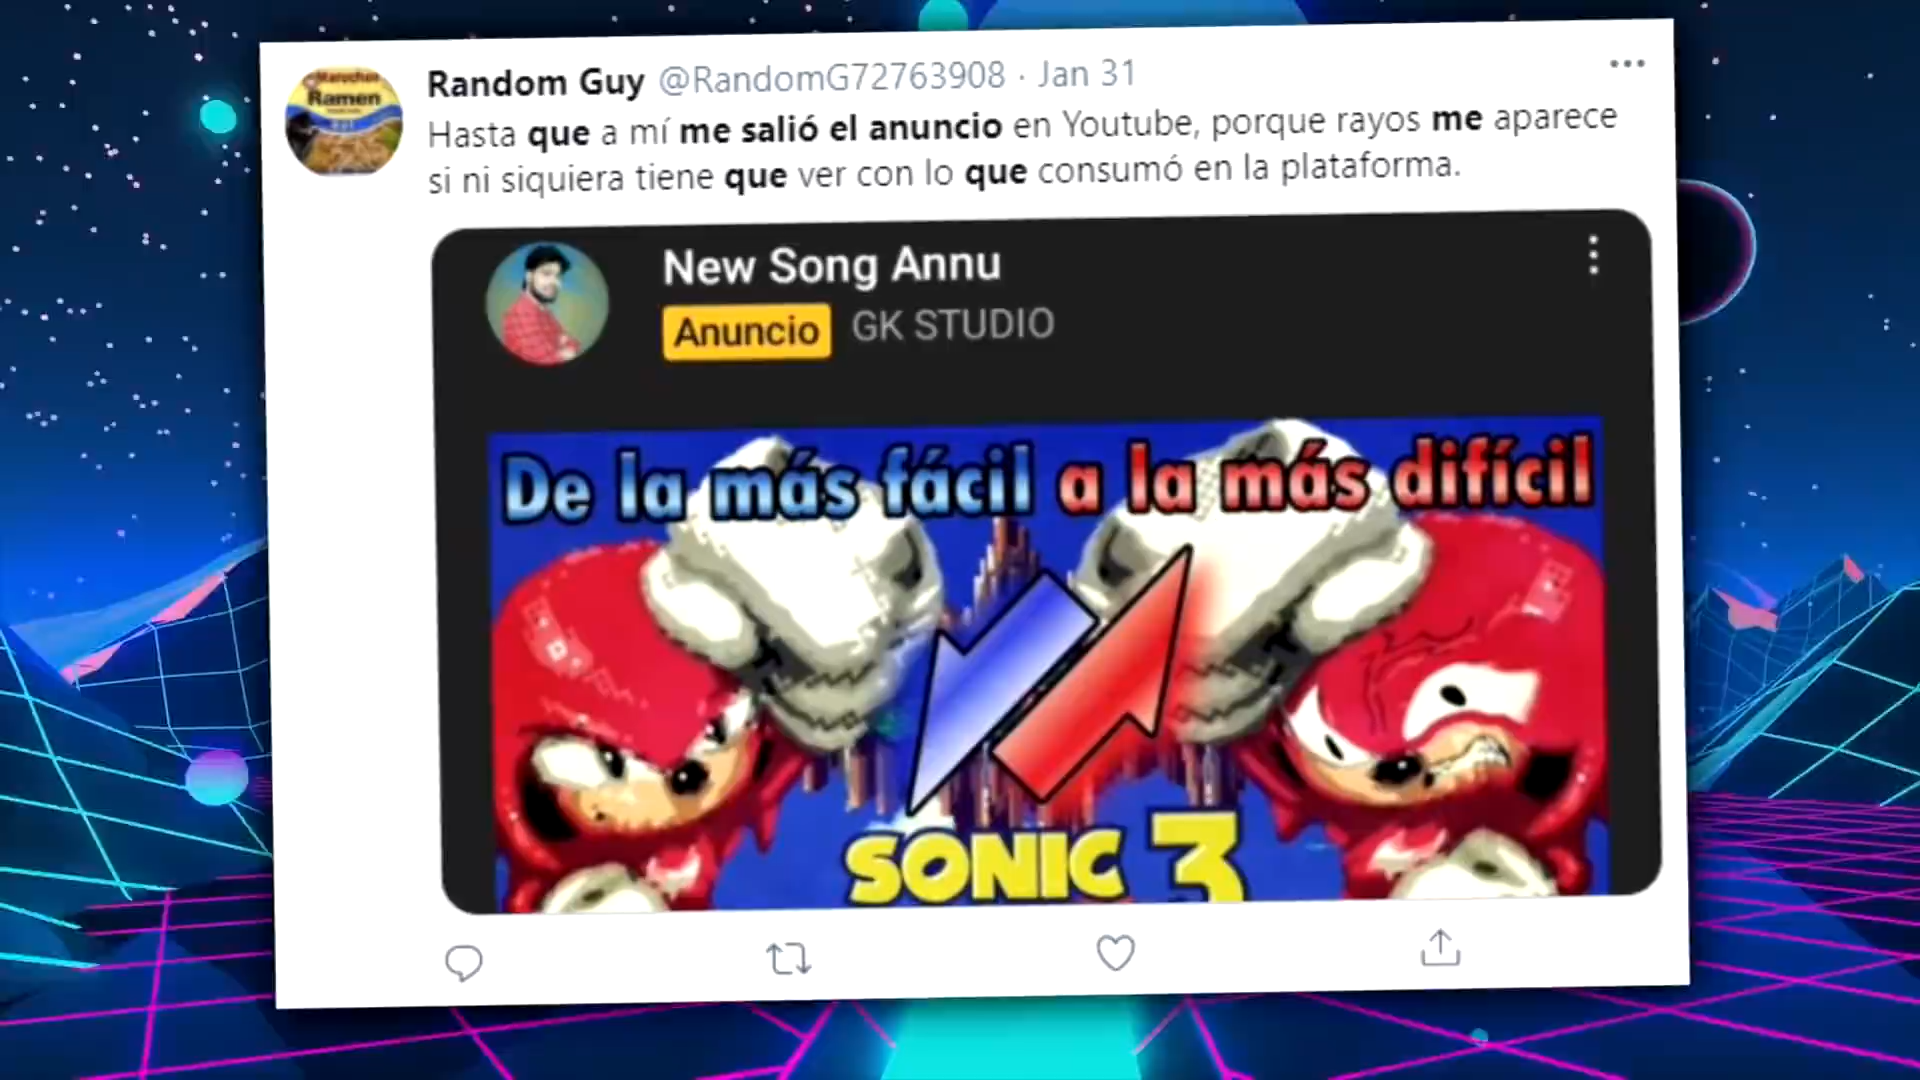 Maruchan
Ramen
Random Guy @RandomG72763908 · Jan 31
Hasta que a mí me salió el anuncio en Youtube, porque rayos me aparece
si ni siquiera tiene que ver con lo que consumó en la plataforma.
New Song Annu
Anuncio GK STUDIO
De la más fácil a la más difícil
SONIC 3